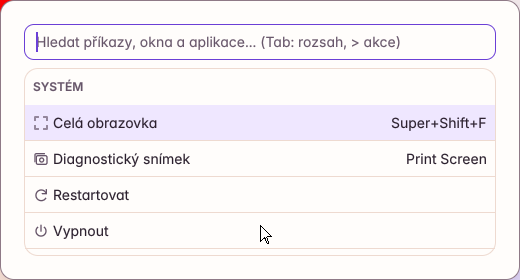 Hledat příkazy, okna a aplikace... (Tab: rozsah, > akce)
SYSTÉM
Celá obrazovka Super+Shift+F
Diagnostický snímek Print Screen
Restartovat
Vypnout